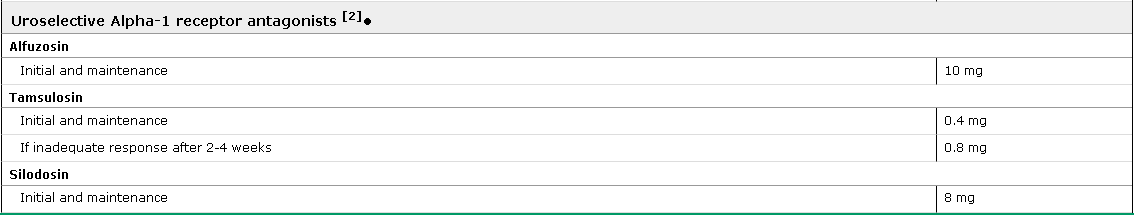 Uroselective Alpha-1 receptor antagonists [2]•
Alfuzosin
Initial and maintenance 10 mg
Tamsulosin
Initial and maintenance 0.4 mg
If inadequate response after 2-4 weeks 0.8 mg
Silodosin
Initial and maintenance 8 mg